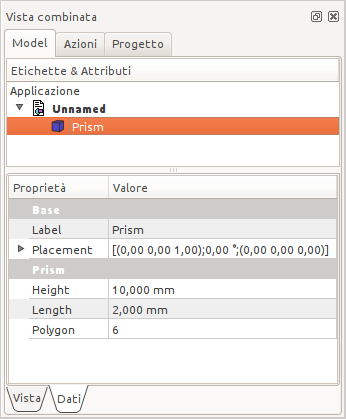 Vista combinata
Model Azioni Progetto
Etichette & Attributi
Applicazione
Unnamed
Prism
Proprietà Valore
Base
Label Prism
Placement [(0,00 0,00 1,00);0,00 °;(0,00 0,00 0,00)]
Prism
Height 10,000 mm
Length 2,000 mm
Polygon 6
Vista Dati